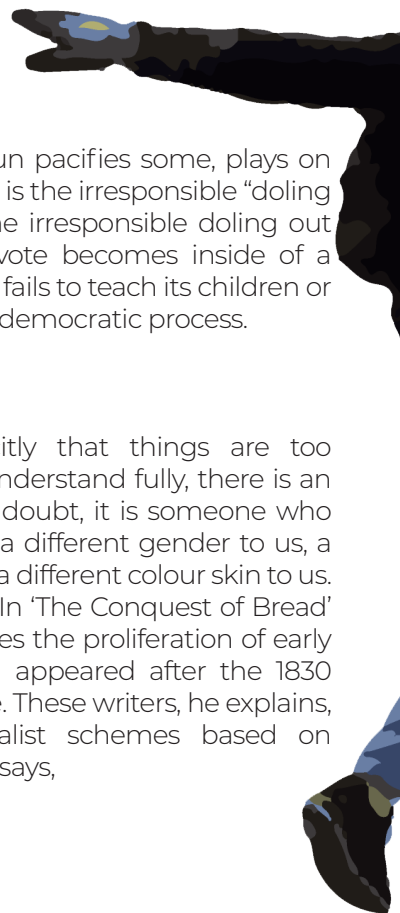 un pacifies some, plays on
is the irresponsible “doling
he irresponsible doling out
vote becomes inside of a
fails to teach its children or
democratic process.
itly that things are too
nderstand fully, there is an
doubt, it is someone who
a different gender to us, a
a different colour skin to us.
In ‘The Conquest of Bread’
es the proliferation of early
appeared after the 1830
. These writers, he explains,
alist schemes based on
says,